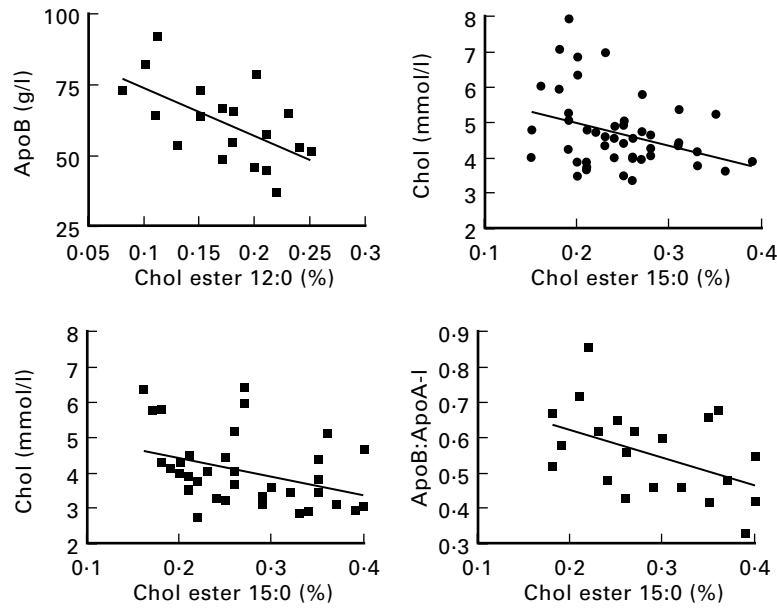 100
75
50
25
ApoB (g/l)
0·05 0·1 0·15 0·2 0·25 0·3
Chol ester 12:0 (%)
8
7
6
5
4
3
2
Chol (mmol/l)
0·1 0·2 0·3 0·4
Chol ester 15:0 (%)
8
7
6
5
4
3
2
Chol (mmol/l)
0·1 0·2 0·3 0·4
Chol ester 15:0 (%)
0·9
0·8
0·7
0·6
0·5
0·4
0·3
ApoB:ApoA-I
0·1 0·2 0·3 0·4
Chol ester 15:0 (%)